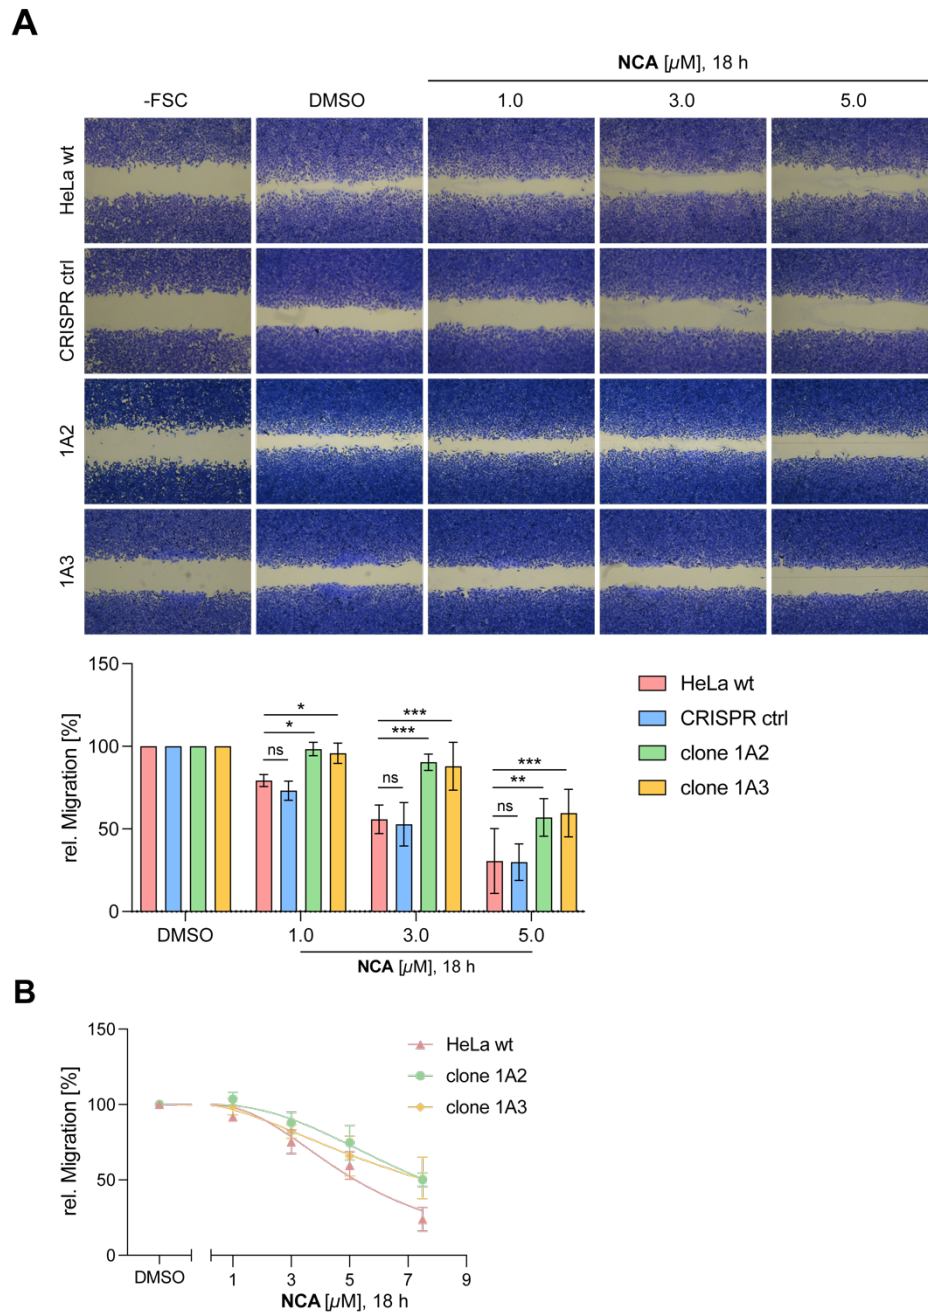 A
NCA [µM], 18 h
-FSC DMSO 1.0 3.0 5.0
HeLa wt
CRISPR ctrl
1A2
1A3
150
100
50
0
rel. Migration [%]
* * ns
*** *** ns
*** ** ns
DMSO 1.0 3.0 5.0
NCA [µM], 18 h
HeLa wt
CRISPR ctrl
clone 1A2
clone 1A3
B
150
100
50
0
rel. Migration [%]
HeLa wt
clone 1A2
clone 1A3
DMSO 1 3 5 7 9
NCA [µM], 18 h